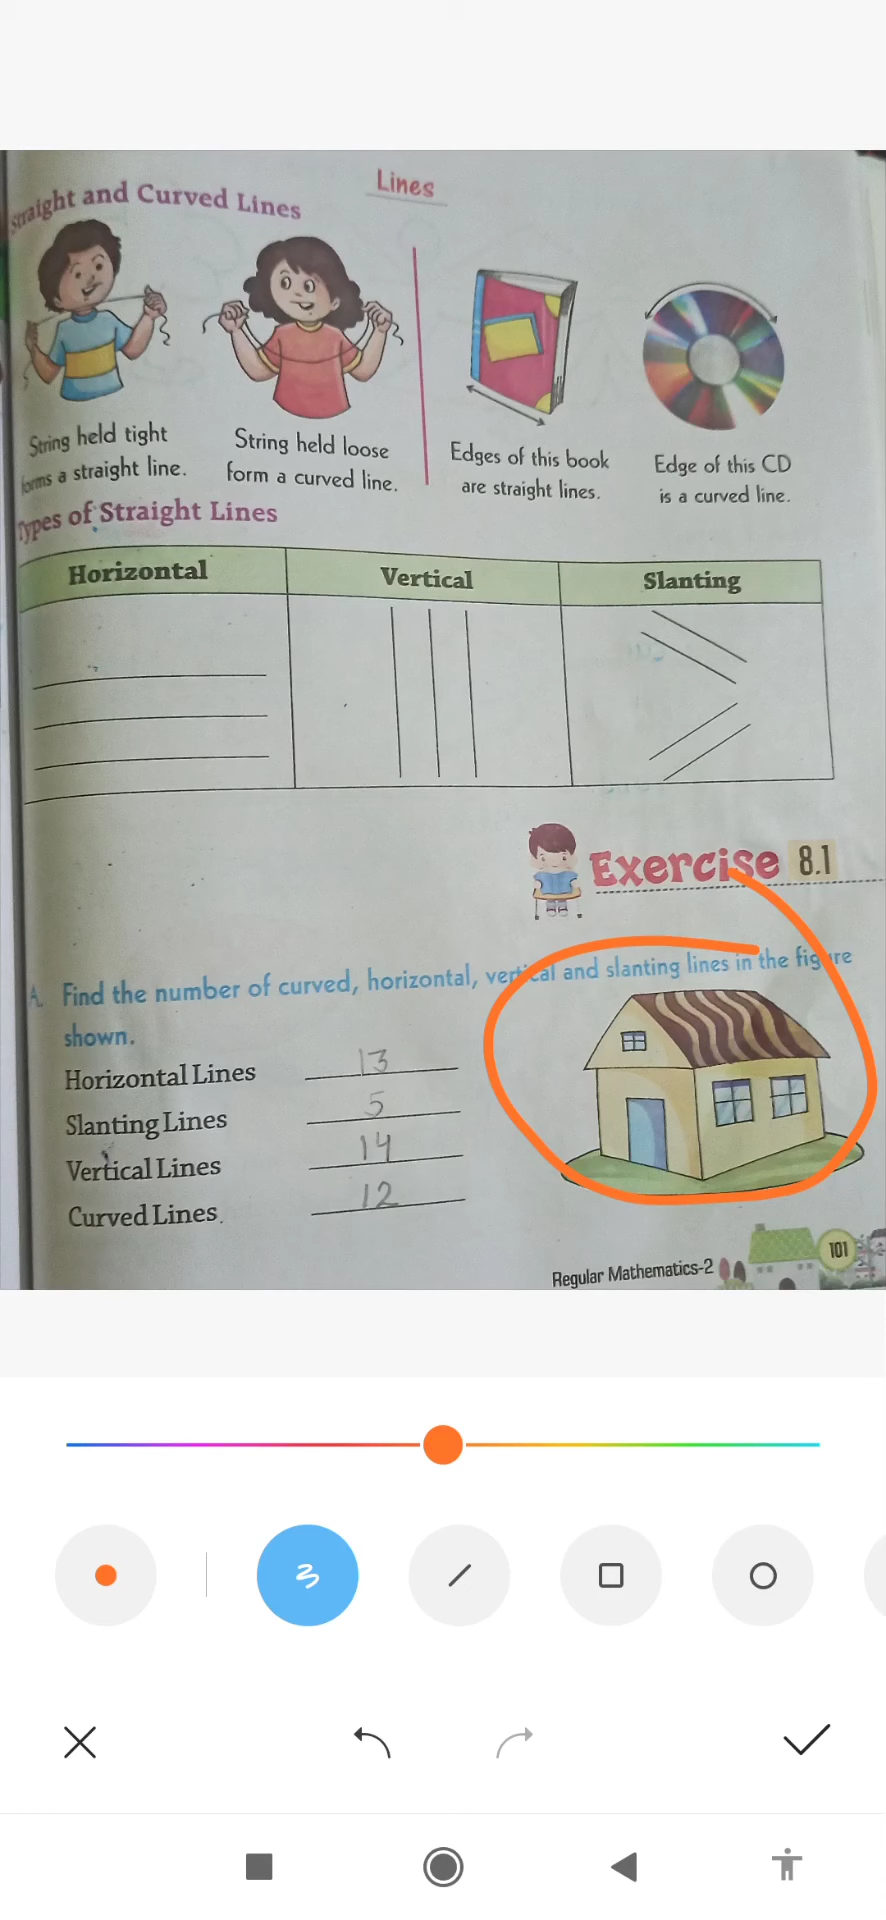 Lines
Straight and Curved Lines
String held tight
forms a straight line.
String held loose
form a curved line.
Edges of this book
are straight lines.
Edge of this CD
is a curved line.
Types of Straight Lines
Horizontal
Vertical
Slanting
Exercise 8.1
A. Find the number of curved, horizontal, vertical and slanting lines in the figure
shown.
Horizontal Lines 13
Slanting Lines 5
Vertical Lines 14
Curved Lines 12
Regular Mathematics-2
101